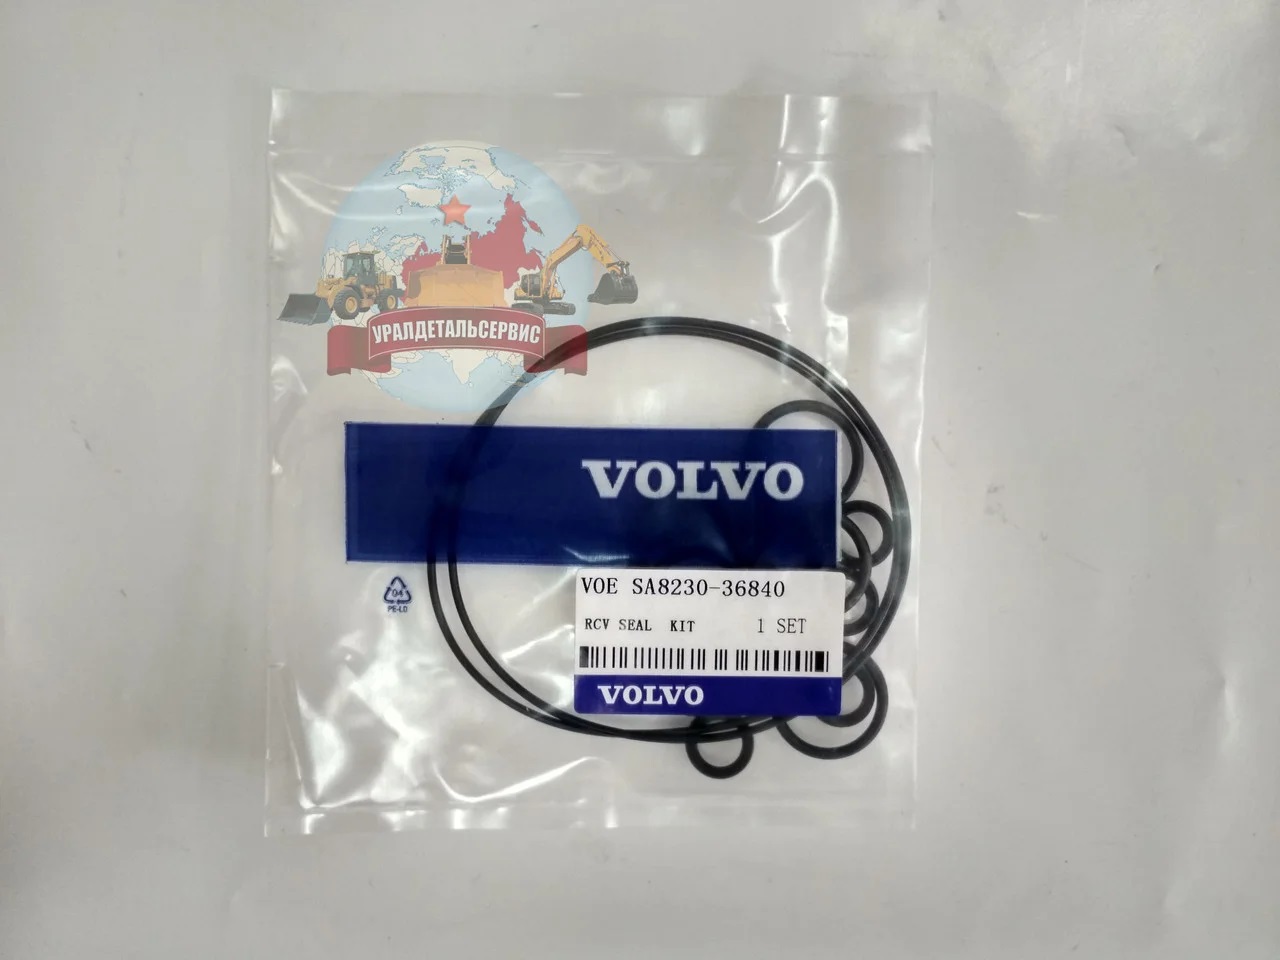 УРАЛДЕТАЛЬСЕРВИС
VOLVO
04
PE-LD
VOE SA8230-36840
RCV SEAL KIT 1 SET
VOLVO